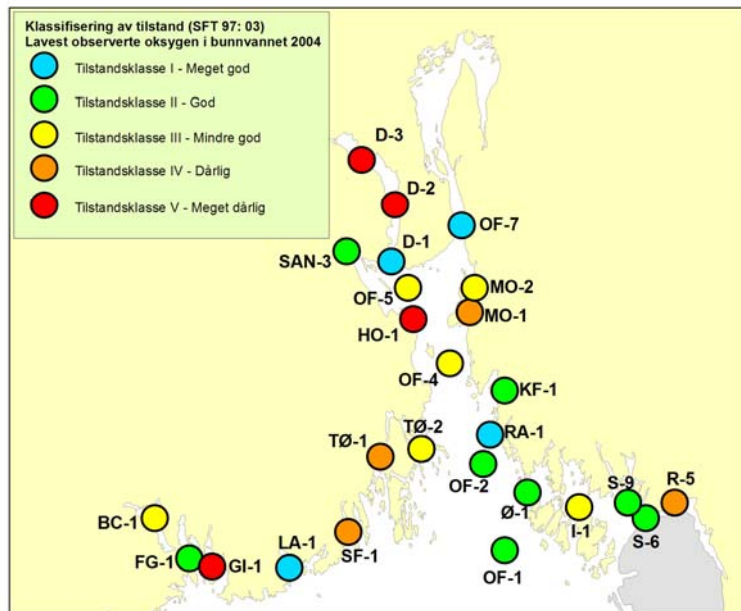 Klassifisering av tilstand (SFT 97: 03)
Lavest observerte oksygen i bunnvannet 2004
Tilstandsklasse I - Meget god
Tilstandsklasse II - God
Tilstandsklasse III - Mindre god
Tilstandsklasse IV - Dårlig
Tilstandsklasse V - Meget dårlig
D-3
D-2
OF-7
D-1
SAN-3
OF-5
MO-2
HO-1
MO-1
OF-4
KF-1
TØ-2
RA-1
TØ-1
OF-2
S-9
R-5
Ø-1
I-1
S-6
BC-1
LA-1
SF-1
FG-1
GI-1
OF-1